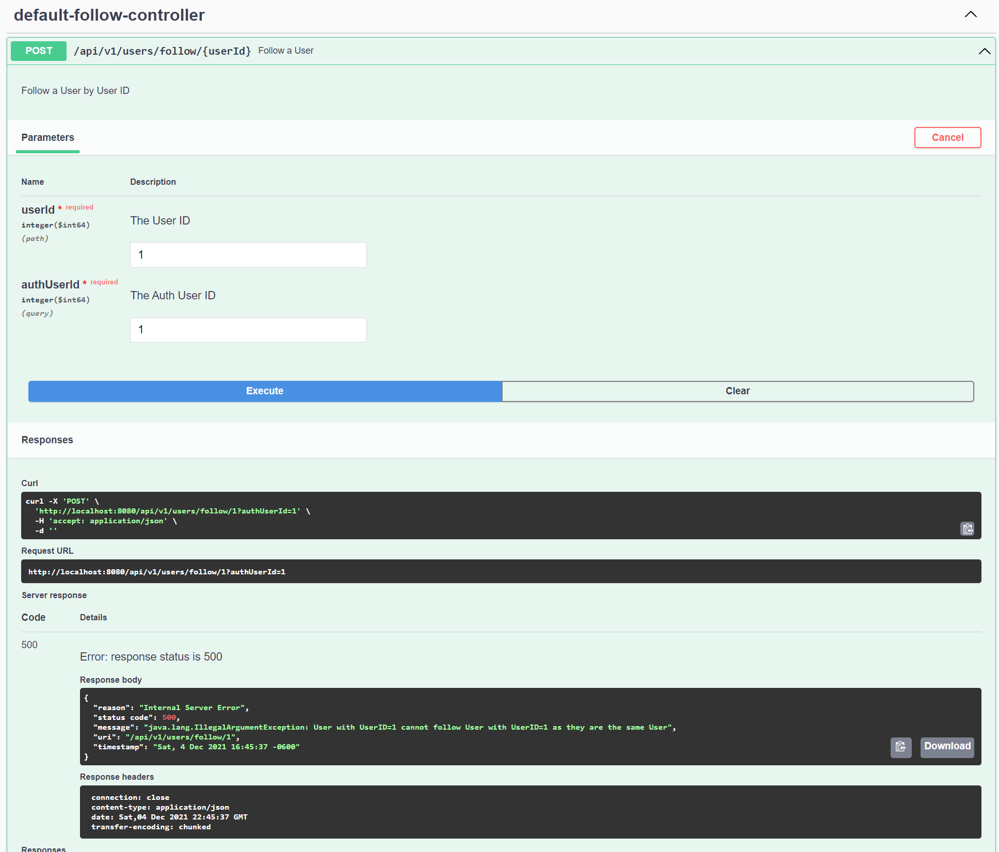 default-follow-controller
POST /api/v1/users/follow/{userId} Follow a User
Follow a User by User ID
Parameters
Cancel
Name Description
userId * required
integer($int64)
(path)
The User ID
1
authUserId * required
integer($int64)
(query)
The Auth User ID
1
Execute Clear
Responses
Curl
curl -X 'POST' \
'http://localhost:8080/api/v1/users/follow/1?authUserId=1' \
-H 'accept: application/json' \
-d ''
Request URL
http://localhost:8080/api/v1/users/follow/1?authUserId=1
Server response
Code Details
500
Error: response status is 500
Response body
{
"reason": "Internal Server Error",
"status code": 500,
"message": "java.lang.IllegalArgumentException: User with UserID=1 cannot follow User with UserID=1 as they are the same User",
"uri": "/api/v1/users/follow/1",
"timestamp": "Sat, 4 Dec 2021 16:45:37 -0600"
}
Download
Response headers
connection: close
content-type: application/json
date: Sat,04 Dec 2021 22:45:37 GMT
transfer-encoding: chunked
Responses